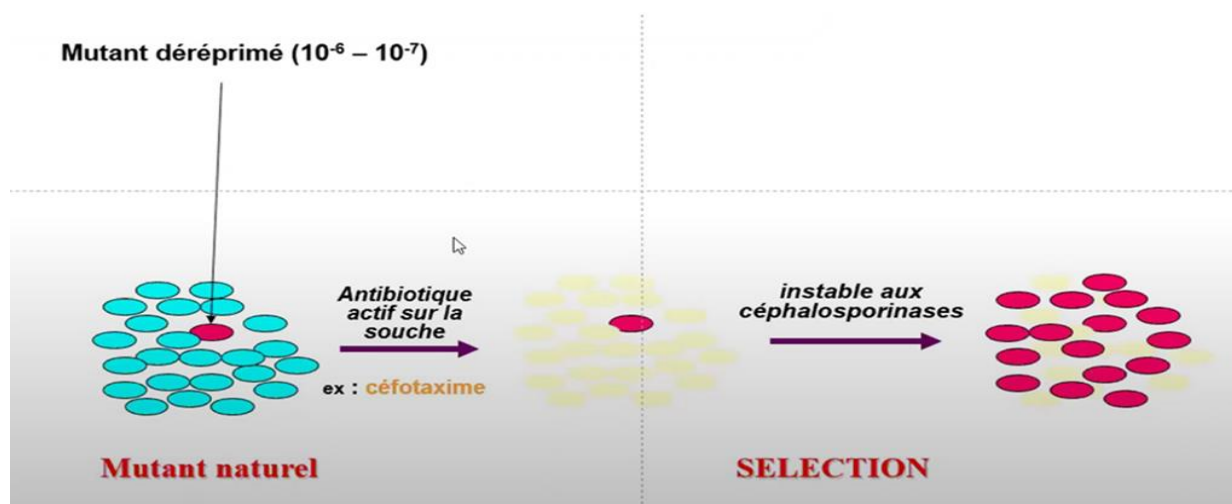 Mutant déréprimé (10⁻⁶ – 10⁻⁷)
Antibiotique
actif sur la
souche
ex : céfotaxime
instable aux
céphalosporinases
Mutant naturel
SELECTION